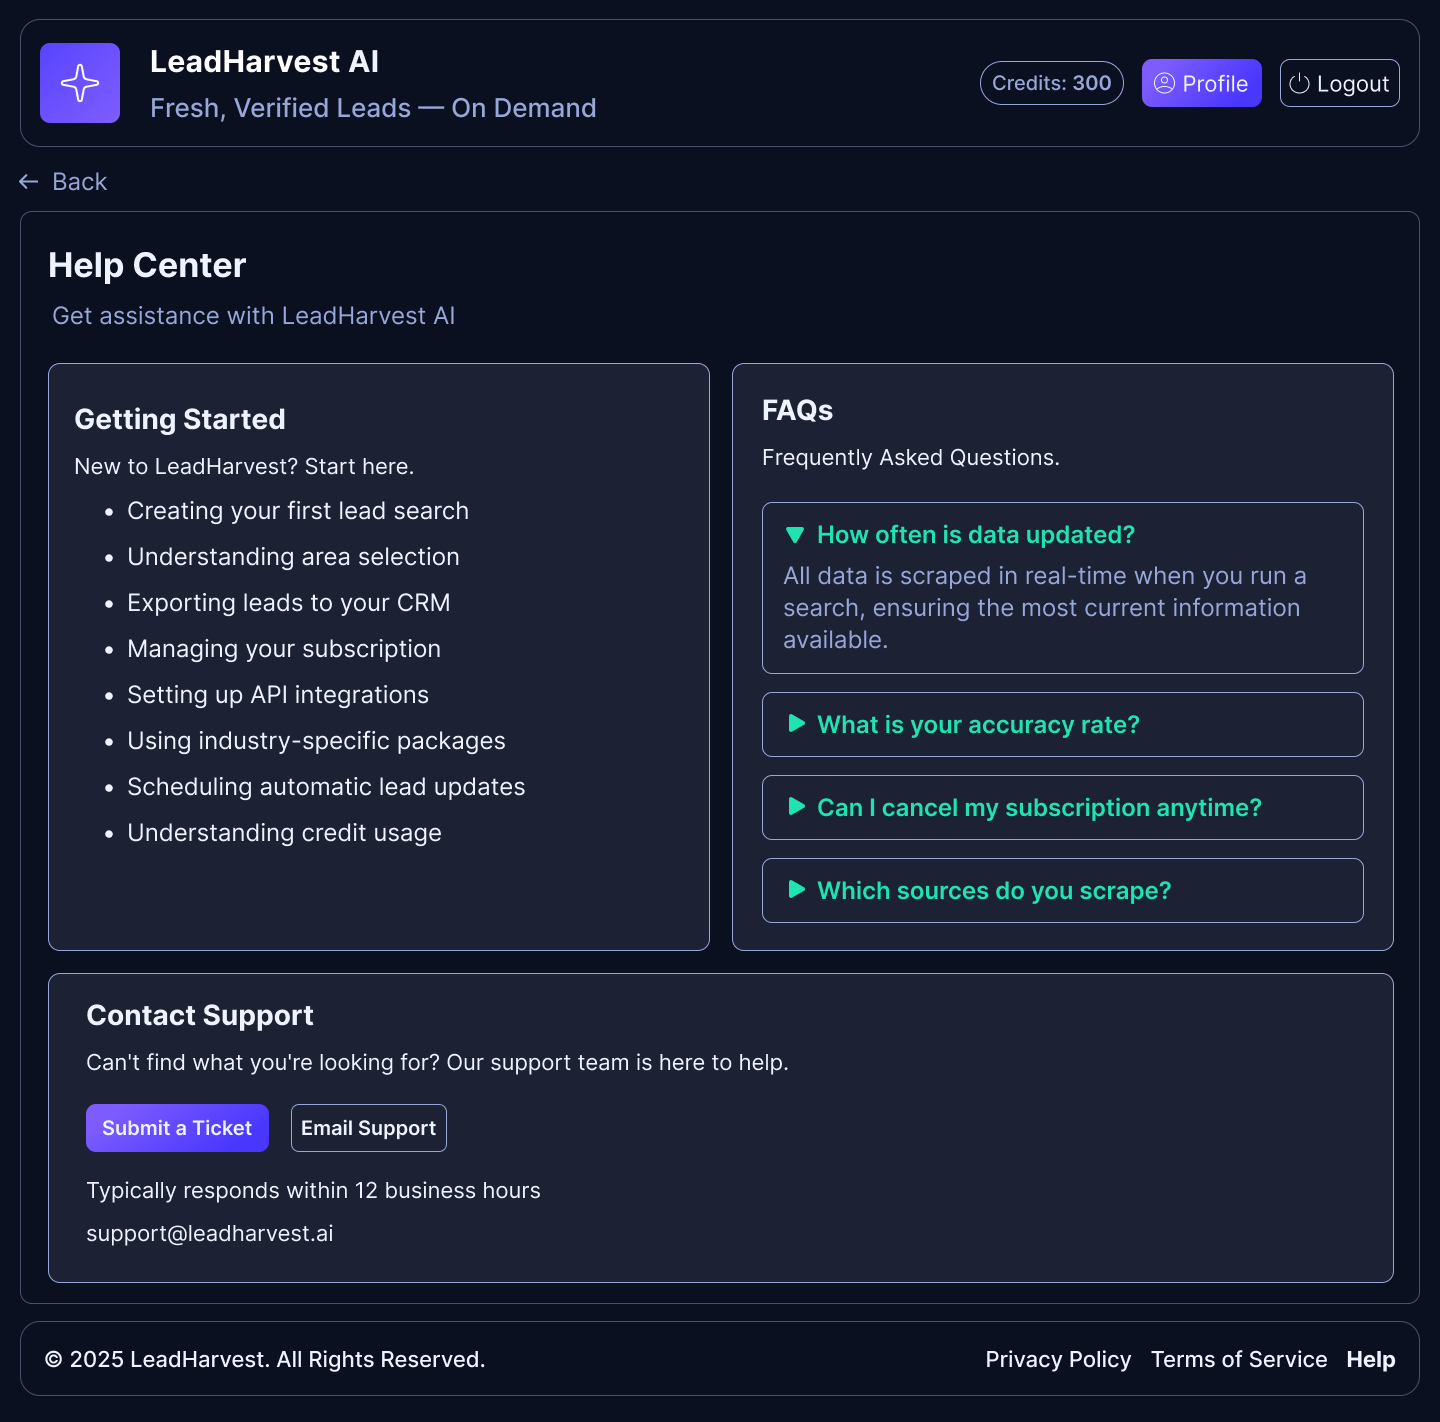 LeadHarvest AI
Fresh, Verified Leads — On Demand
Credits: 300
Profile
Logout
← Back
Help Center
Get assistance with LeadHarvest AI
Getting Started
New to LeadHarvest? Start here.
• Creating your first lead search
• Understanding area selection
• Exporting leads to your CRM
• Managing your subscription
• Setting up API integrations
• Using industry-specific packages
• Scheduling automatic lead updates
• Understanding credit usage
FAQs
Frequently Asked Questions.
▼ How often is data updated?
All data is scraped in real-time when you run a
search, ensuring the most current information
available.
▶ What is your accuracy rate?
▶ Can I cancel my subscription anytime?
▶ Which sources do you scrape?
Contact Support
Can't find what you're looking for? Our support team is here to help.
Submit a Ticket
Email Support
Typically responds within 12 business hours
support@leadharvest.ai
© 2025 LeadHarvest. All Rights Reserved.
Privacy Policy
Terms of Service
Help